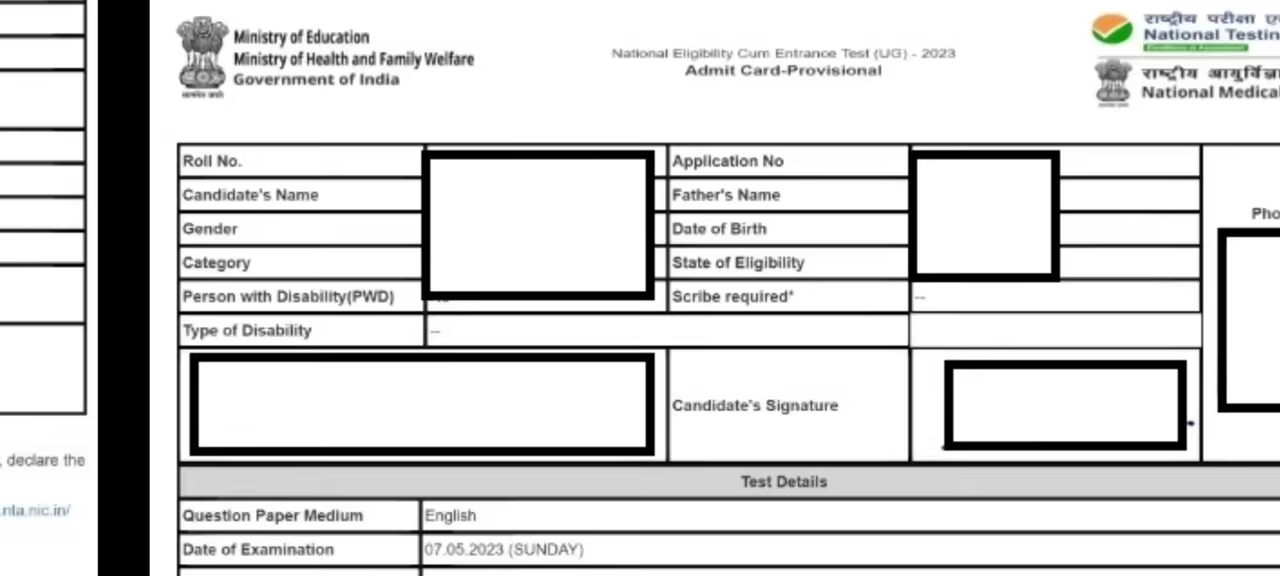 , declare the
.nta.nic.in/
Ministry of Education
Ministry of Health and Family Welfare
Government of India
National Eligibility Cum Entrance Test (UG) - 2023
Admit Card-Provisional
राष्ट्रीय परीक्षा
National Testin
राष्ट्रीय
National Medical
Roll No. Application No
Candidate's Name Father's Name
Gender Date of Birth
Category State of Eligibility
Person with Disability(PWD) Scribe required* --
Type of Disability --
Pho
Candidate's Signature
Test Details
Question Paper Medium English
Date of Examination 07.05.2023 (SUNDAY)